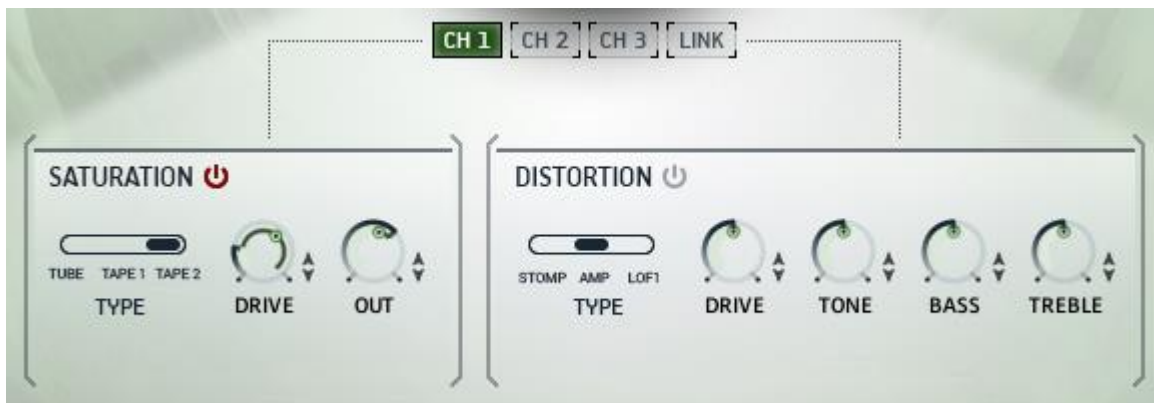 CH 1 CH 2 CH 3 LINK
SATURATION
TUBE TAPE 1 TAPE 2
TYPE DRIVE OUT
DISTORTION
STOMP AMP LOFI
TYPE DRIVE TONE BASS TREBLE